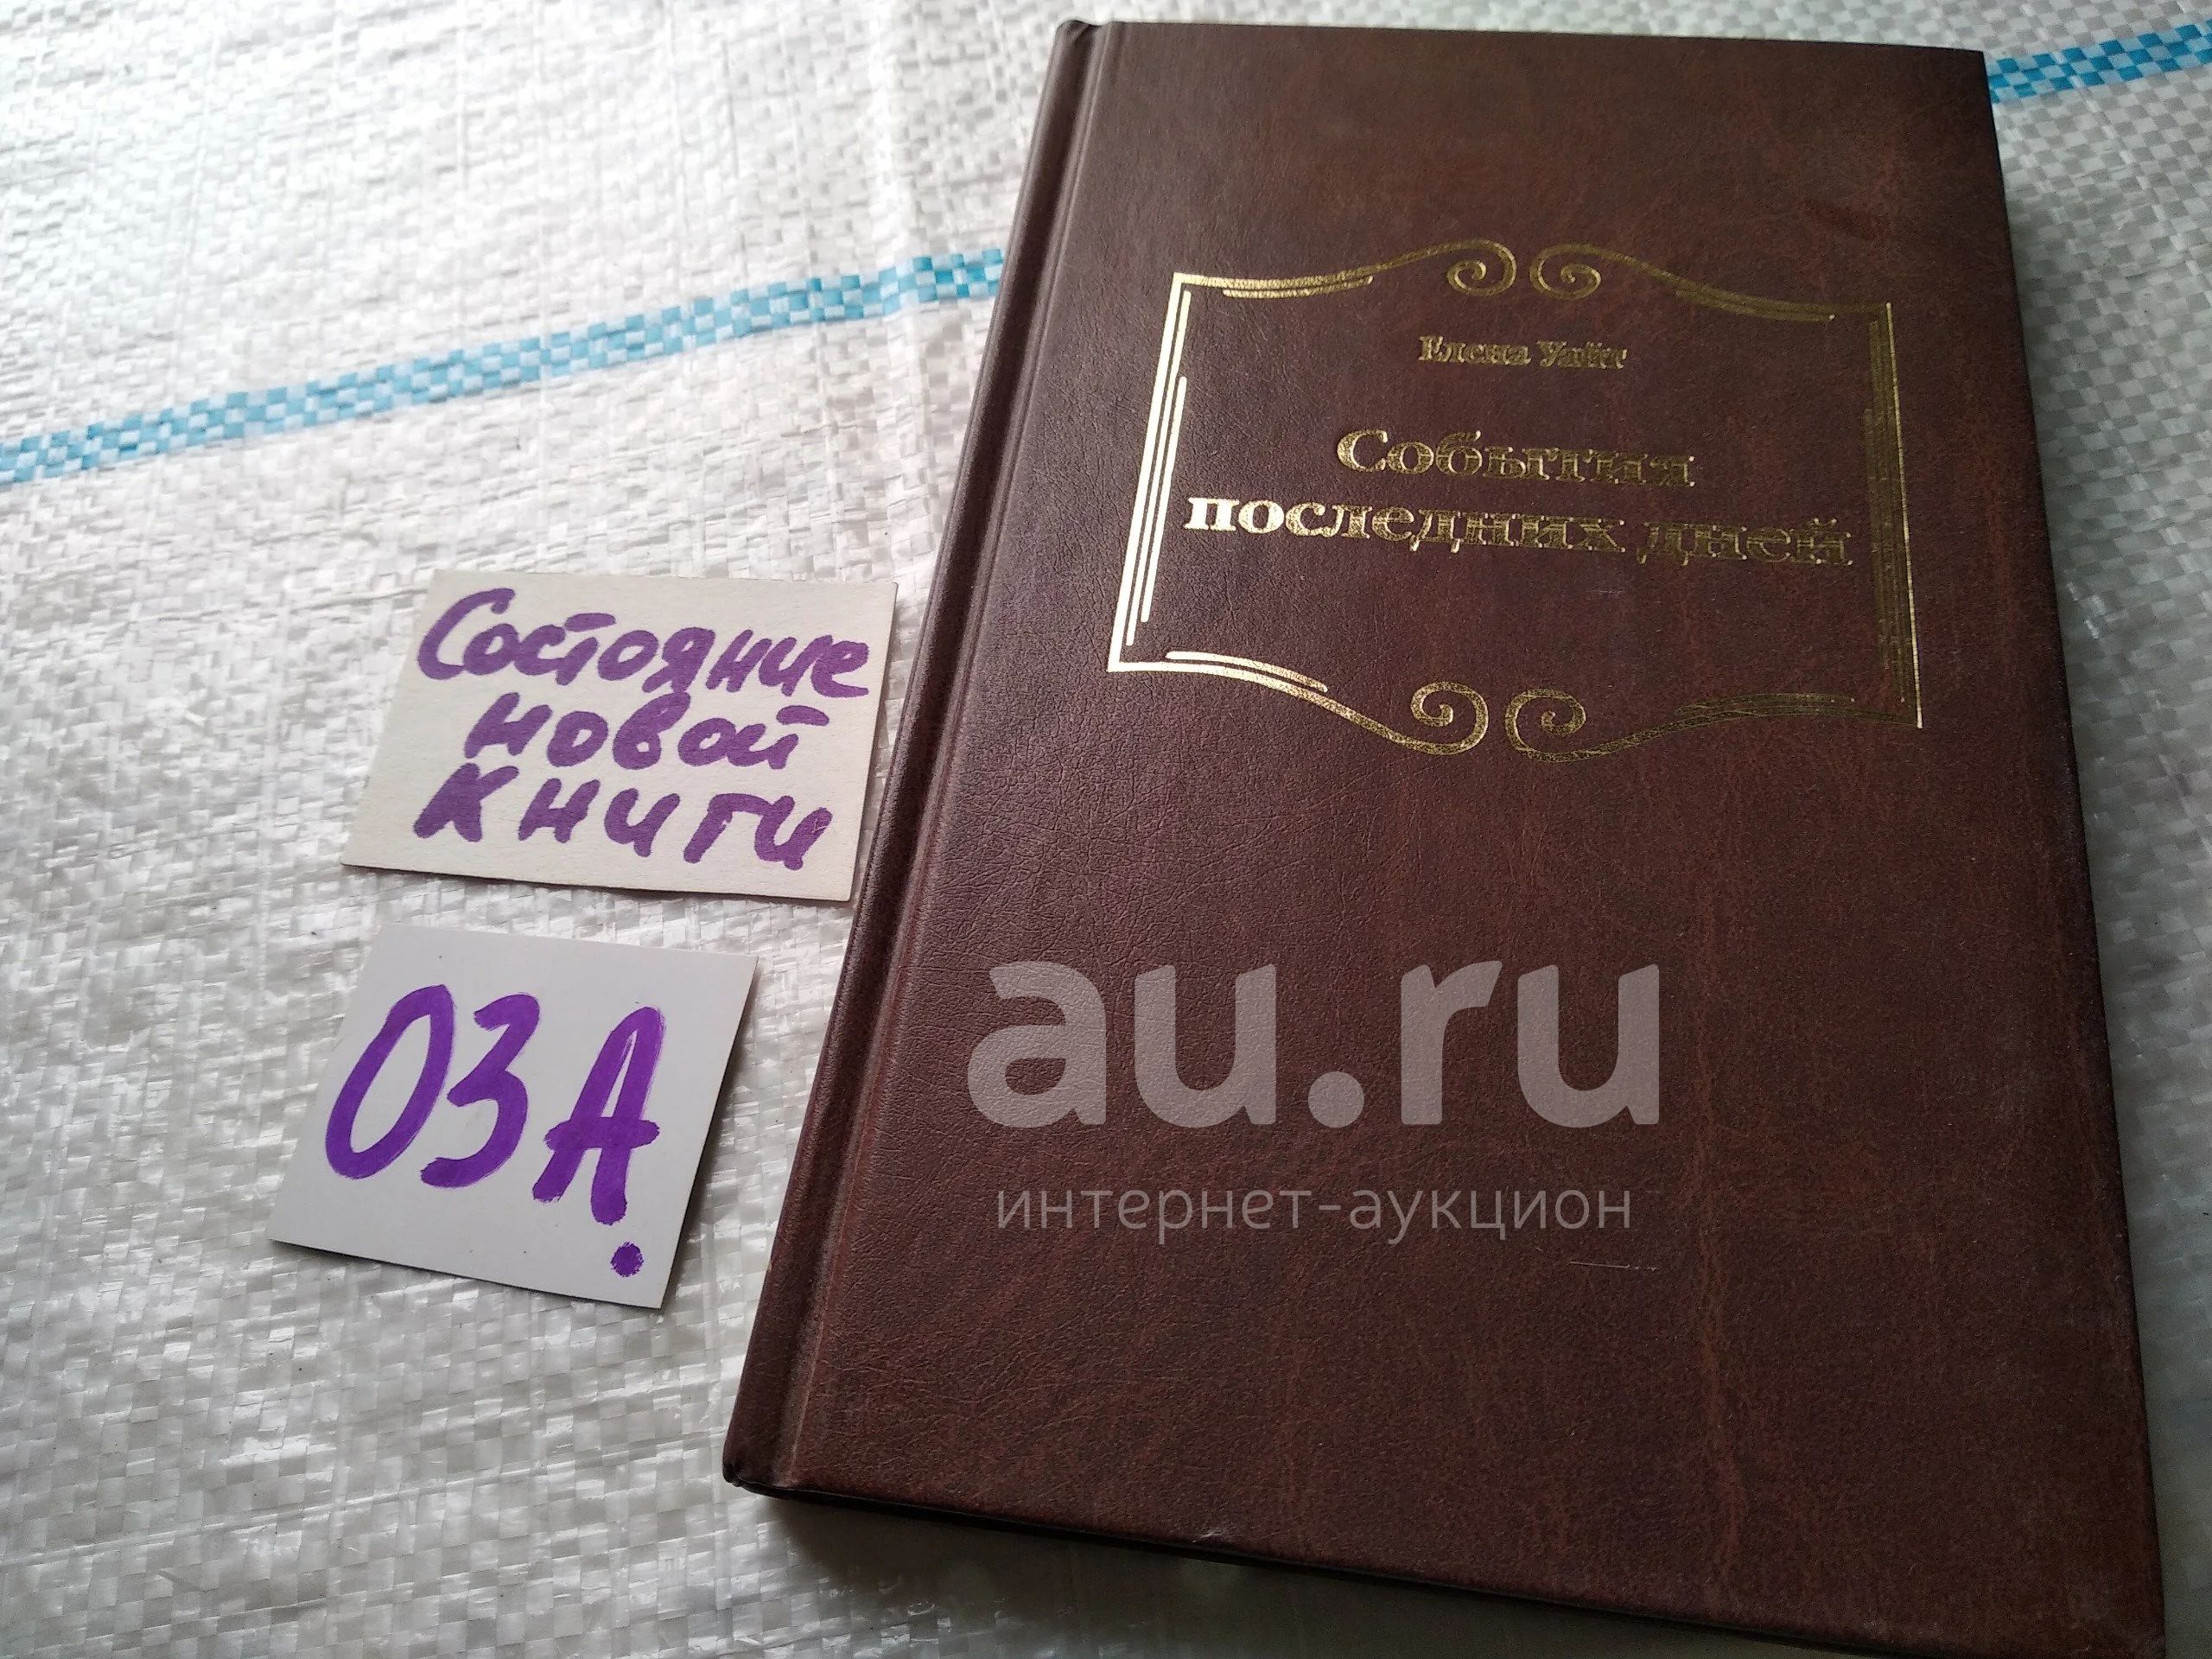 Елена Уайт
События
последних дней
Состояние
новой
книги
03А.
au.ru
интернет-аукцион